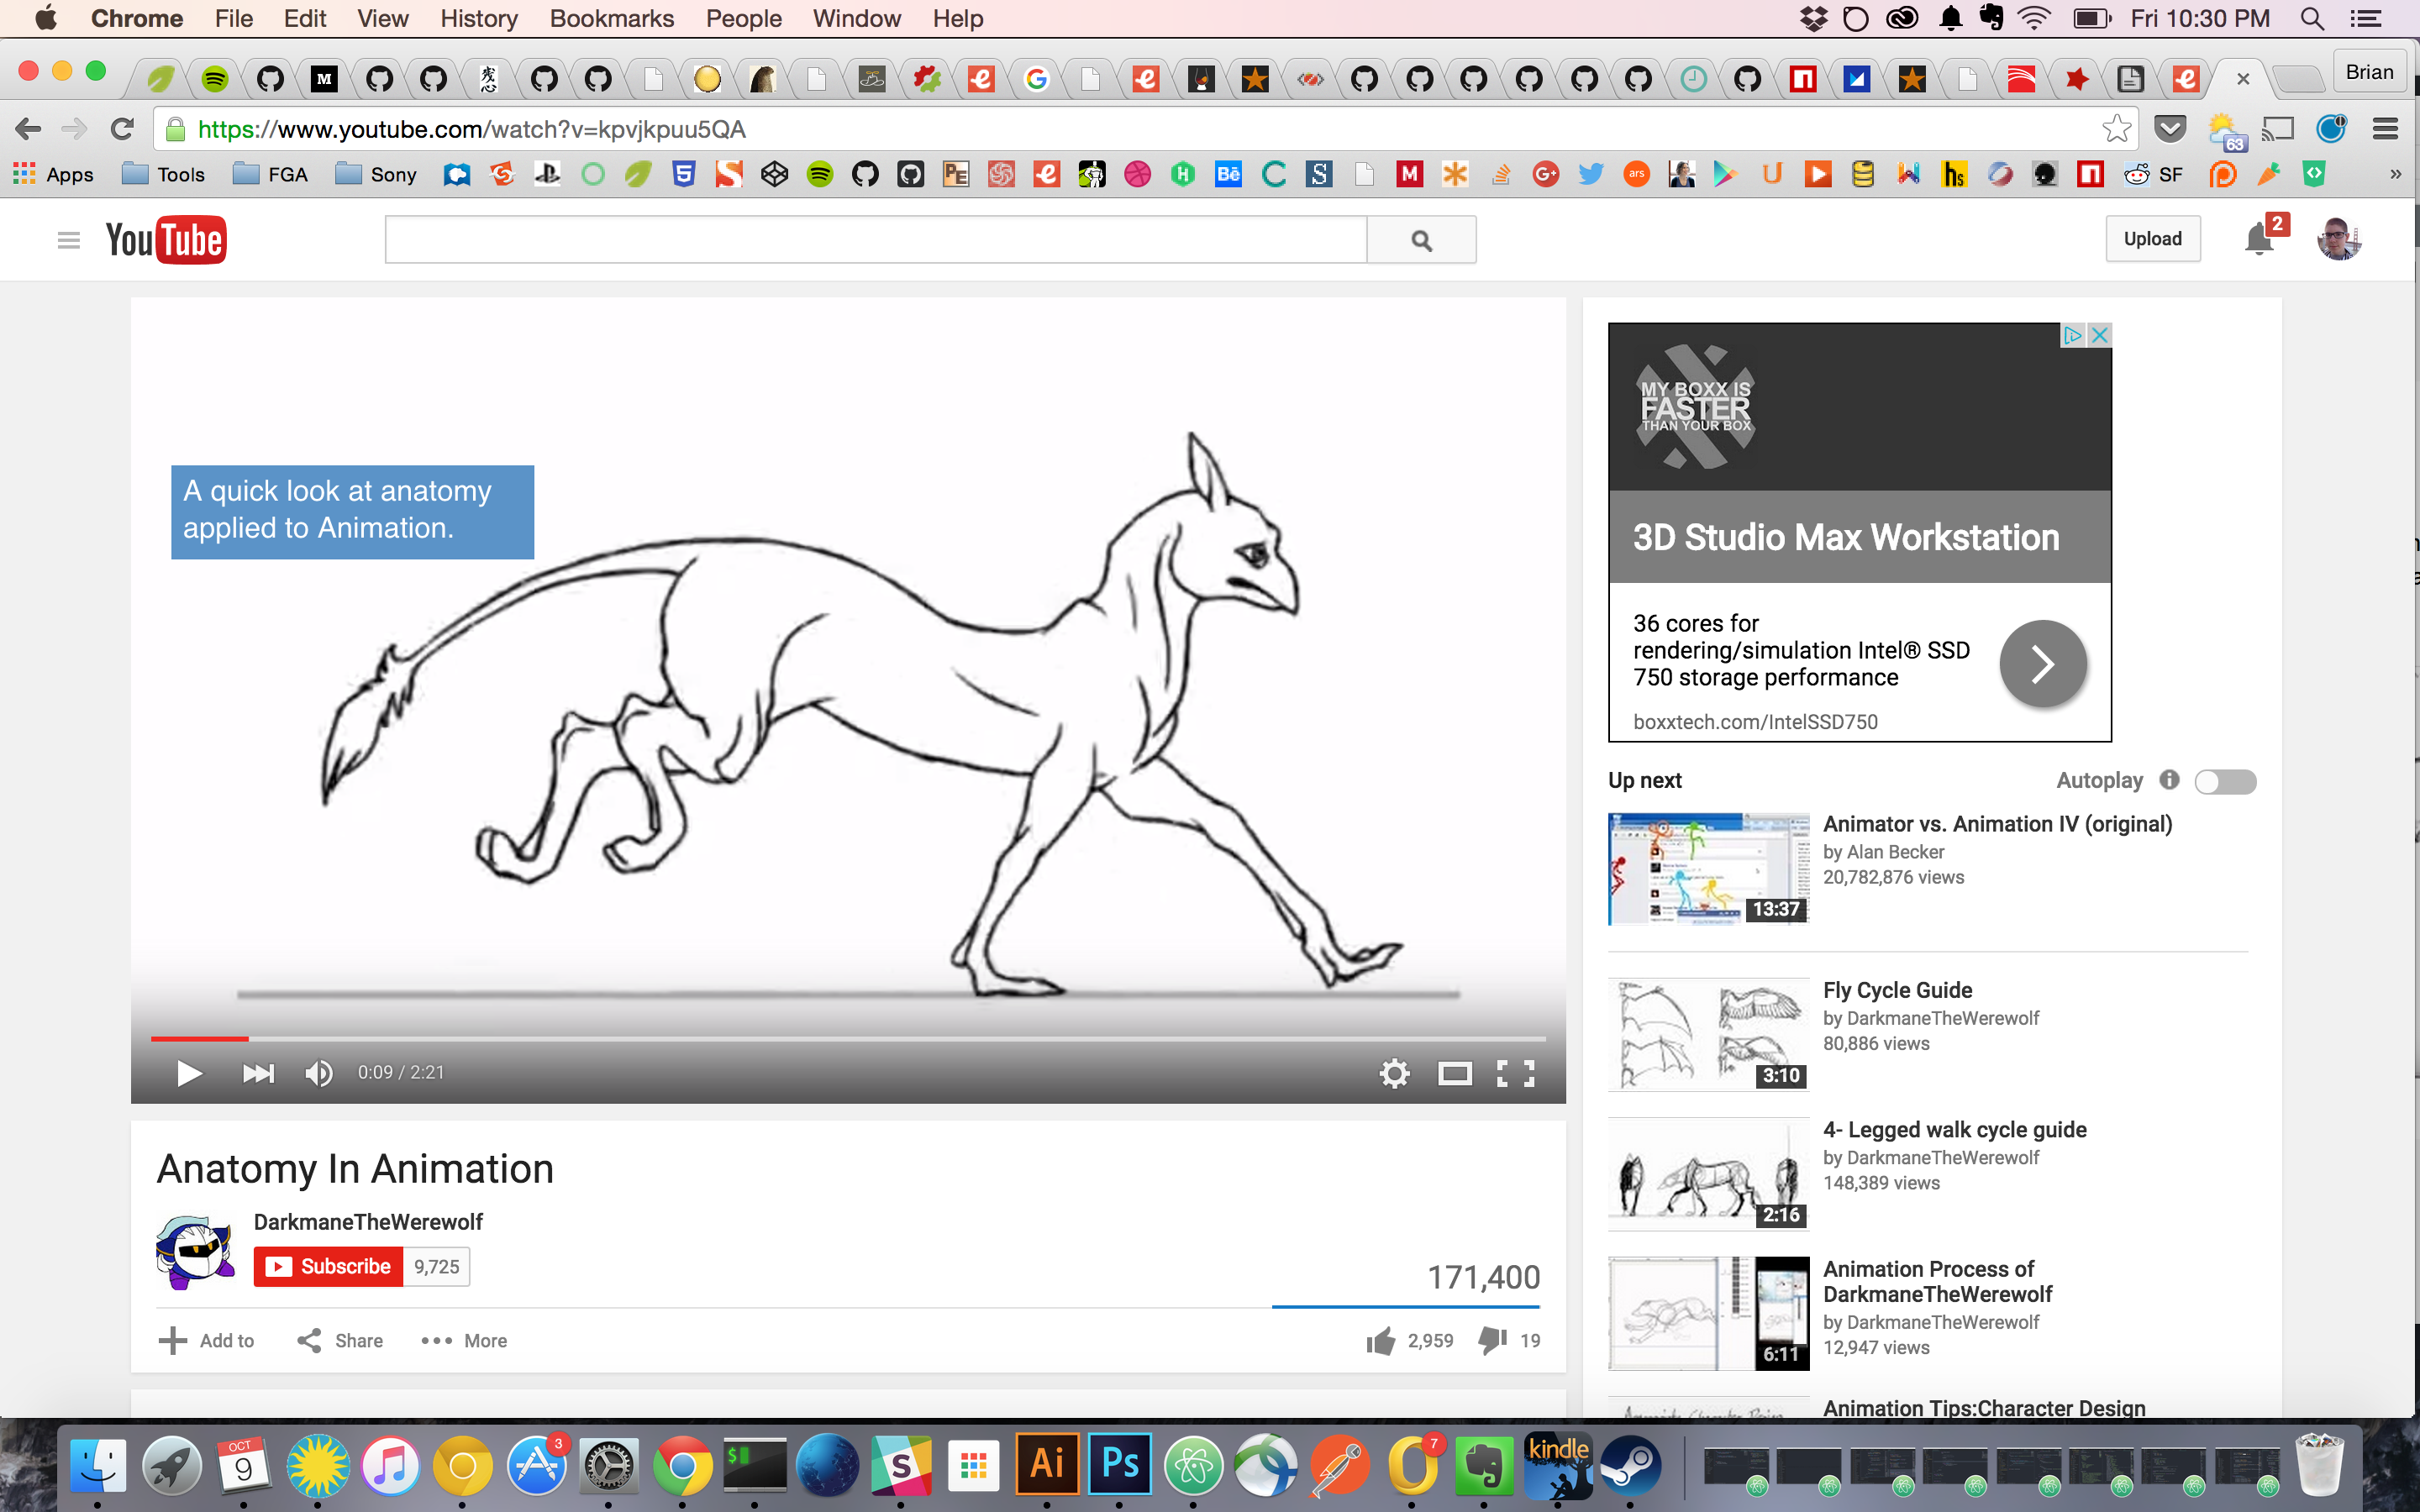 Chrome File Edit View History Bookmarks People Window Help Fri 10:30 PM
Brian
https://www.youtube.com/watch?v=kpvjkpuu5QA
63
Apps Tools FGA Sony SF »
YouTube
Upload
2
A quick look at anatomy
applied to Animation.
0:09 / 2:21
MY BOXX IS
FASTER
THAN YOUR BOX
3D Studio Max Workstation
36 cores for
rendering/simulation Intel® SSD
750 storage performance
boxxtech.com/IntelSSD750
Up next
Autoplay
Animator vs. Animation IV (original)
by Alan Becker
20,782,876 views
13:37
Fly Cycle Guide
by DarkmaneTheWerewolf
80,886 views
3:10
4- Legged walk cycle guide
by DarkmaneTheWerewolf
148,389 views
2:16
Animation Process of
DarkmaneTheWerewolf
by DarkmaneTheWerewolf
12,947 views
6:11
Animation Tips:Character Design
Anatomy In Animation
DarkmaneTheWerewolf
Subscribe 9,725
171,400
Add to Share More
2,959 19
OCT
9
3
$
S
Ai
Ps
7
kindle